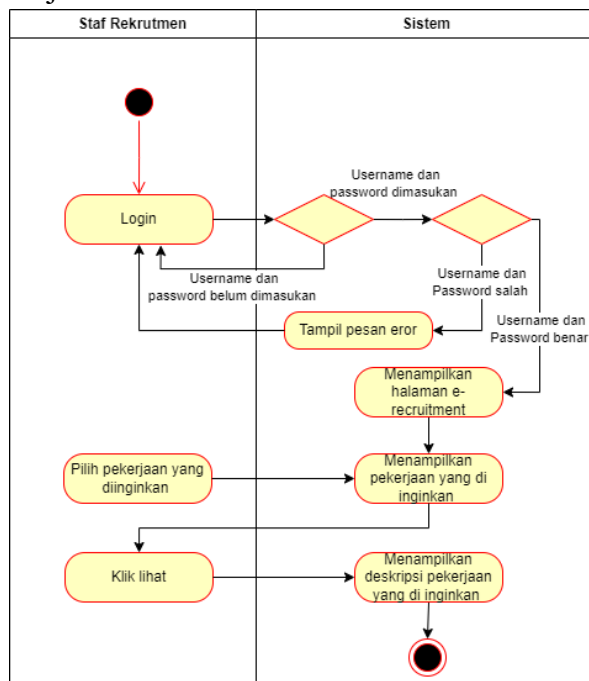 Staf Rekrutmen
Sistem
Username dan
password dimasukan
Login
Username dan
password belum dimasukan
Username dan
Password salah
Username dan
Password benar
Tampil pesan eror
Menampilkan
halaman e-
recruitment
Pilih pekerjaan yang
diinginkan
Menampilkan
pekerjaan yang di
inginkan
Klik lihat
Menampilkan
deskripsi pekerjaan
yang di inginkan